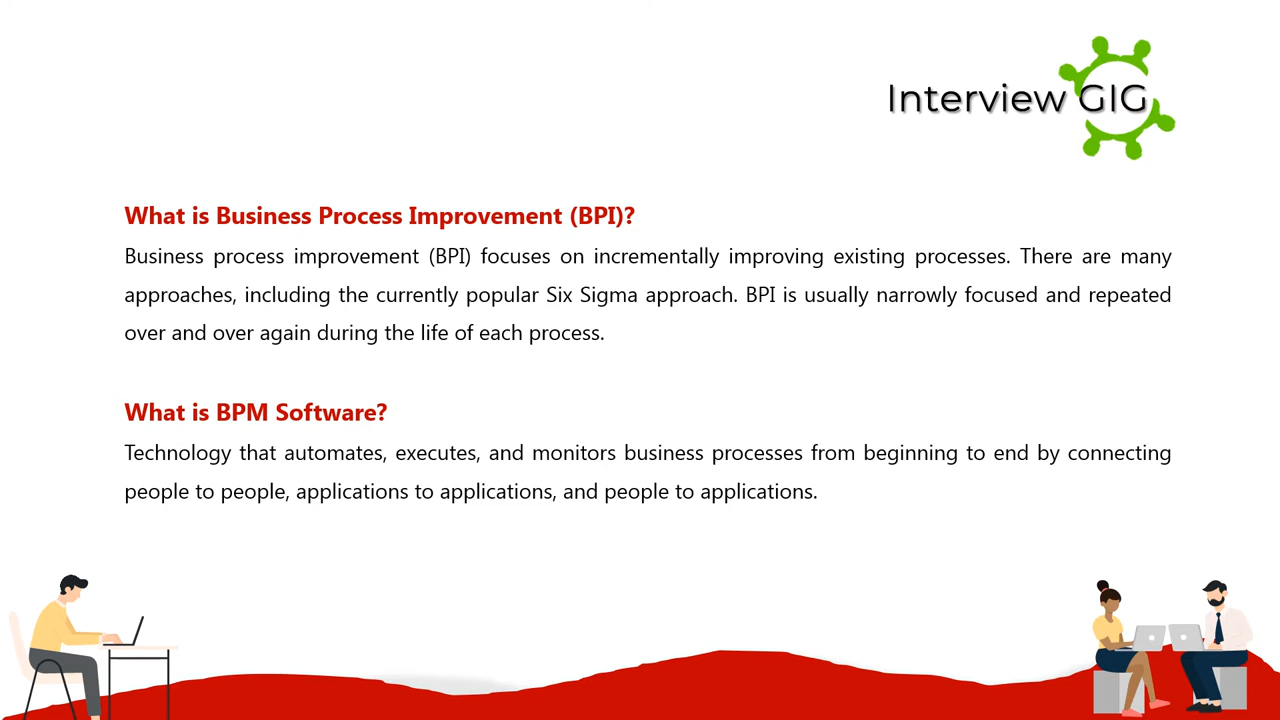 Interview GIG
What is Business Process Improvement (BPI)?
Business process improvement (BPI) focuses on incrementally improving existing processes. There are many
approaches, including the currently popular Six Sigma approach. BPI is usually narrowly focused and repeated
over and over again during the life of each process.
What is BPM Software?
Technology that automates, executes, and monitors business processes from beginning to end by connecting
people to people, applications to applications, and people to applications.